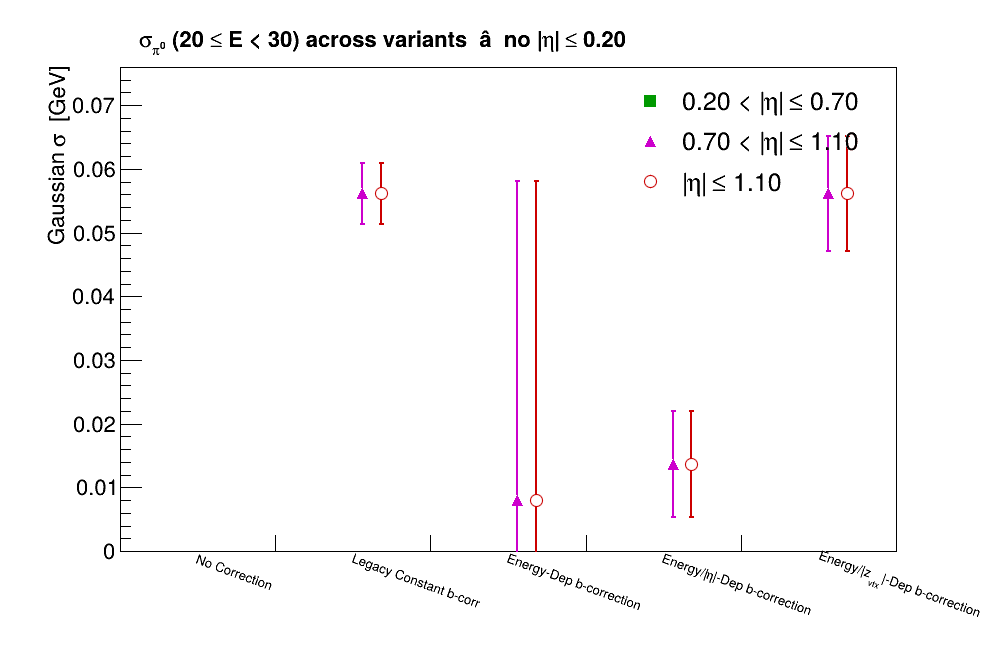 σπ⁰ (20 ≤ E < 30) across variants â no |η| ≤ 0.20
Gaussian σ [GeV]
0.07
0.06
0.05
0.04
0.03
0.02
0.01
0
0.20 < |η| ≤ 0.70
0.70 < |η| ≤ 1.10
|η| ≤ 1.10
No Correction
Legacy Constant b-corr
Energy-Dep b-correction
Energy/|η|-Dep b-correction
Energy/|z_vtx|-Dep b-correction